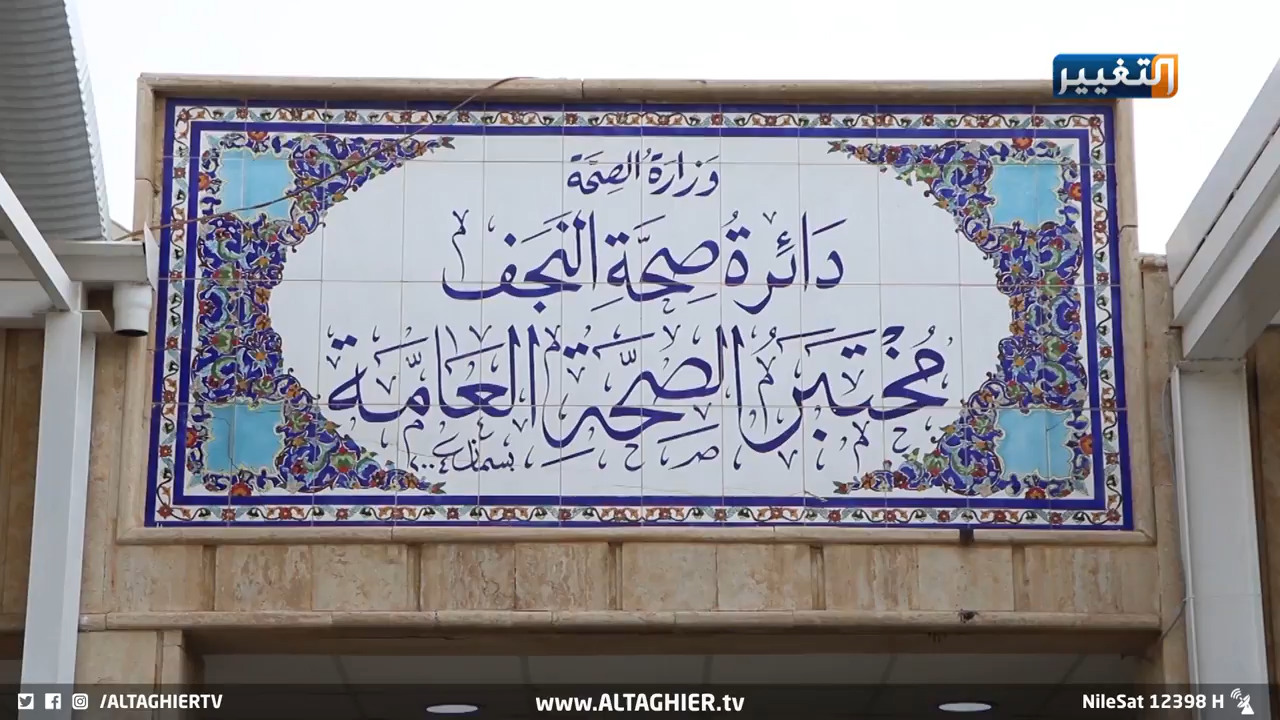 التغيير
وزارة الصحة
دائرة صحة النجف
مختبر الصحة العامة
/ALTAGHIERTV
www.ALTAGHIER.tv
NileSat 12398 H